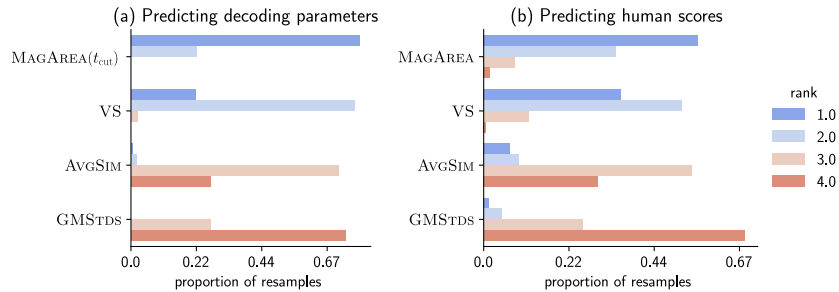 (a) Predicting decoding parameters
MAGAREA(t_cut)
VS
AVGSIM
GMSTDS
0.0 0.22 0.44 0.67
proportion of resamples
(b) Predicting human scores
MAGAREA
VS
AVGSIM
GMSTDS
0.0 0.22 0.44 0.67
proportion of resamples
rank
1.0
2.0
3.0
4.0